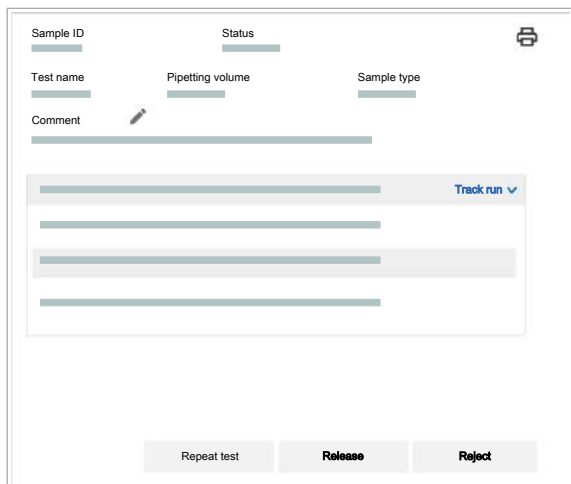 Sample ID Status
Test name Pipetting volume Sample type
Comment
Track run
Repeat test Release Reject